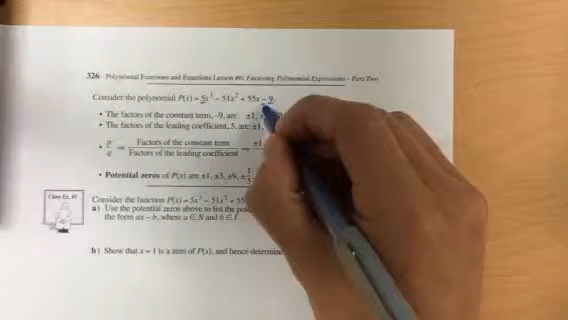 326 Polynomial Functions and Equations Lesson #6: Factoring Polynomial Expressions - Part Two
Consider the polynomial P(x) = 5x³ − 51x² + 55x − 9.
• The factors of the constant term, -9, are: ±1,
• The factors of the leading coefficient, 5, are: ±1,
• p/q = Factors of the constant term / Factors of the leading coefficient = ±1
• Potential zeros of P(x) are ±1, ±3, ±9, ±1/5
Class Ex. #1
Consider the function P(x) = 5x³ − 51x² + 55
a) Use the potential zeros above to list the
the form ax − b, where a ∈ N and b ∈ I.
b) Show that x = 1 is a zero of P(x), and hence